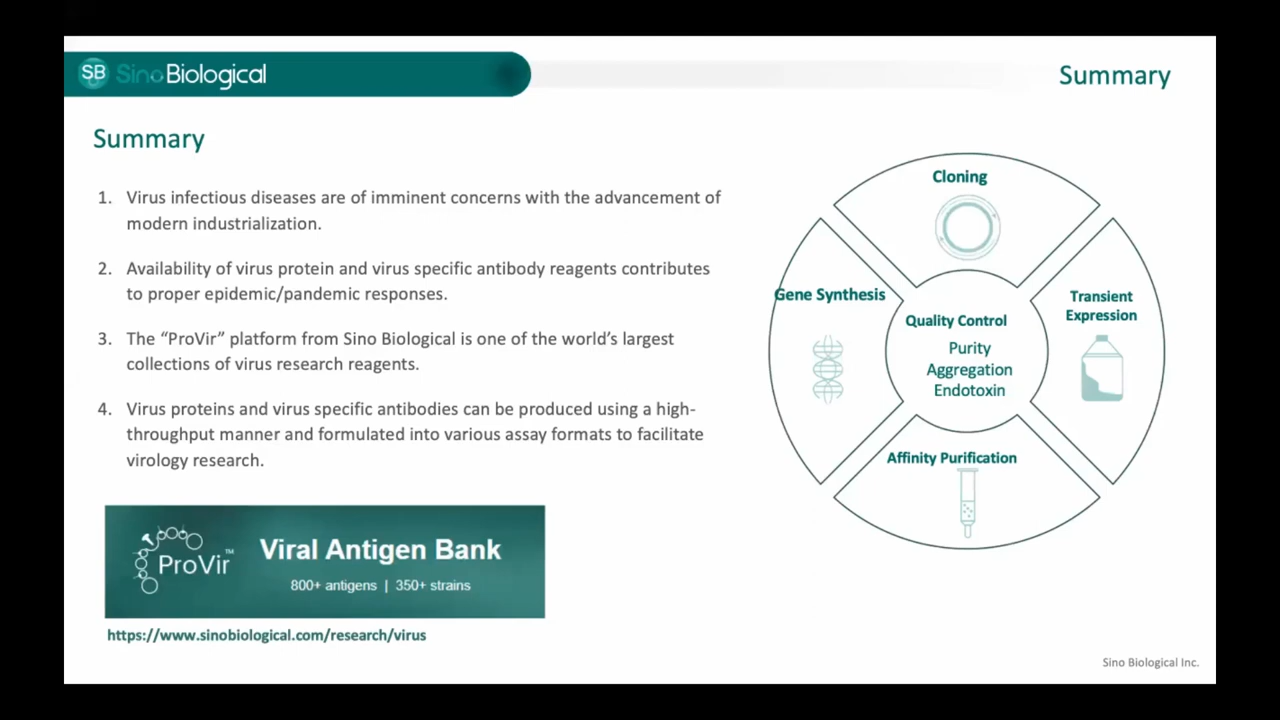 SB SinoBiological
Summary
Summary
1. Virus infectious diseases are of imminent concerns with the advancement of
modern industrialization.
2. Availability of virus protein and virus specific antibody reagents contributes
to proper epidemic/pandemic responses.
3. The “ProVir” platform from Sino Biological is one of the world’s largest
collections of virus research reagents.
4. Virus proteins and virus specific antibodies can be produced using a high-
throughput manner and formulated into various assay formats to facilitate
virology research.
ProVir™
Viral Antigen Bank
800+ antigens | 350+ strains
https://www.sinobiological.com/research/virus
Cloning
Gene Synthesis
Transient
Expression
Quality Control
Purity
Aggregation
Endotoxin
Affinity Purification
Sino Biological Inc.